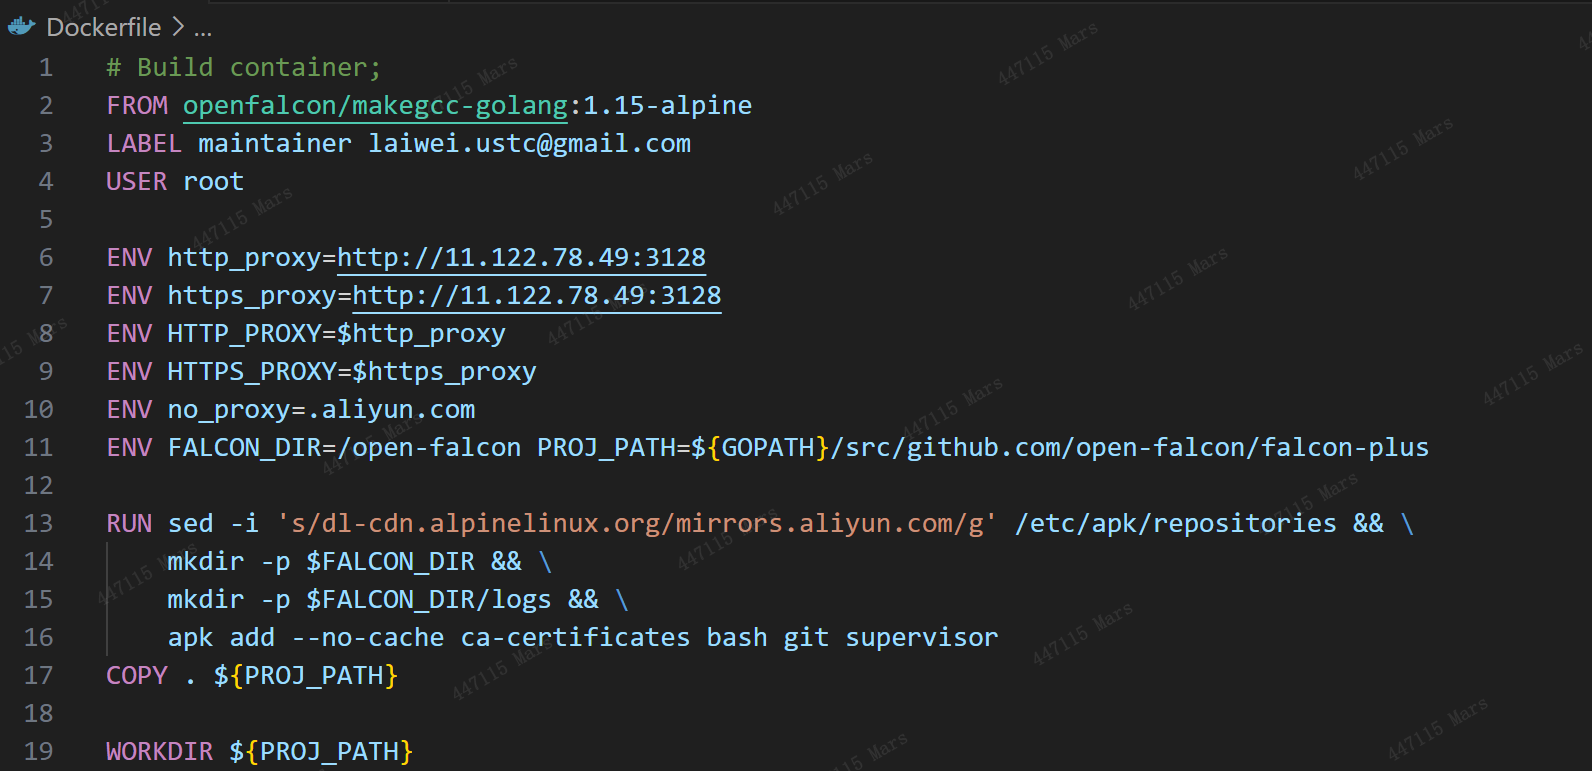 Dockerfile > ...
1 # Build container;
2 FROM openfalcon/makegcc-golang:1.15-alpine
3 LABEL maintainer laiwei.ustc@gmail.com
4 USER root
5
6 ENV http_proxy=http://11.122.78.49:3128
7 ENV https_proxy=http://11.122.78.49:3128
8 ENV HTTP_PROXY=$http_proxy
9 ENV HTTPS_PROXY=$https_proxy
10 ENV no_proxy=.aliyun.com
11 ENV FALCON_DIR=/open-falcon PROJ_PATH=${GOPATH}/src/github.com/open-falcon/falcon-plus
12
13 RUN sed -i 's/dl-cdn.alpinelinux.org/mirrors.aliyun.com/g' /etc/apk/repositories && \
14 mkdir -p $FALCON_DIR && \
15 mkdir -p $FALCON_DIR/logs && \
16 apk add --no-cache ca-certificates bash git supervisor
17 COPY . ${PROJ_PATH}
18
19 WORKDIR ${PROJ_PATH}
447115 Mars